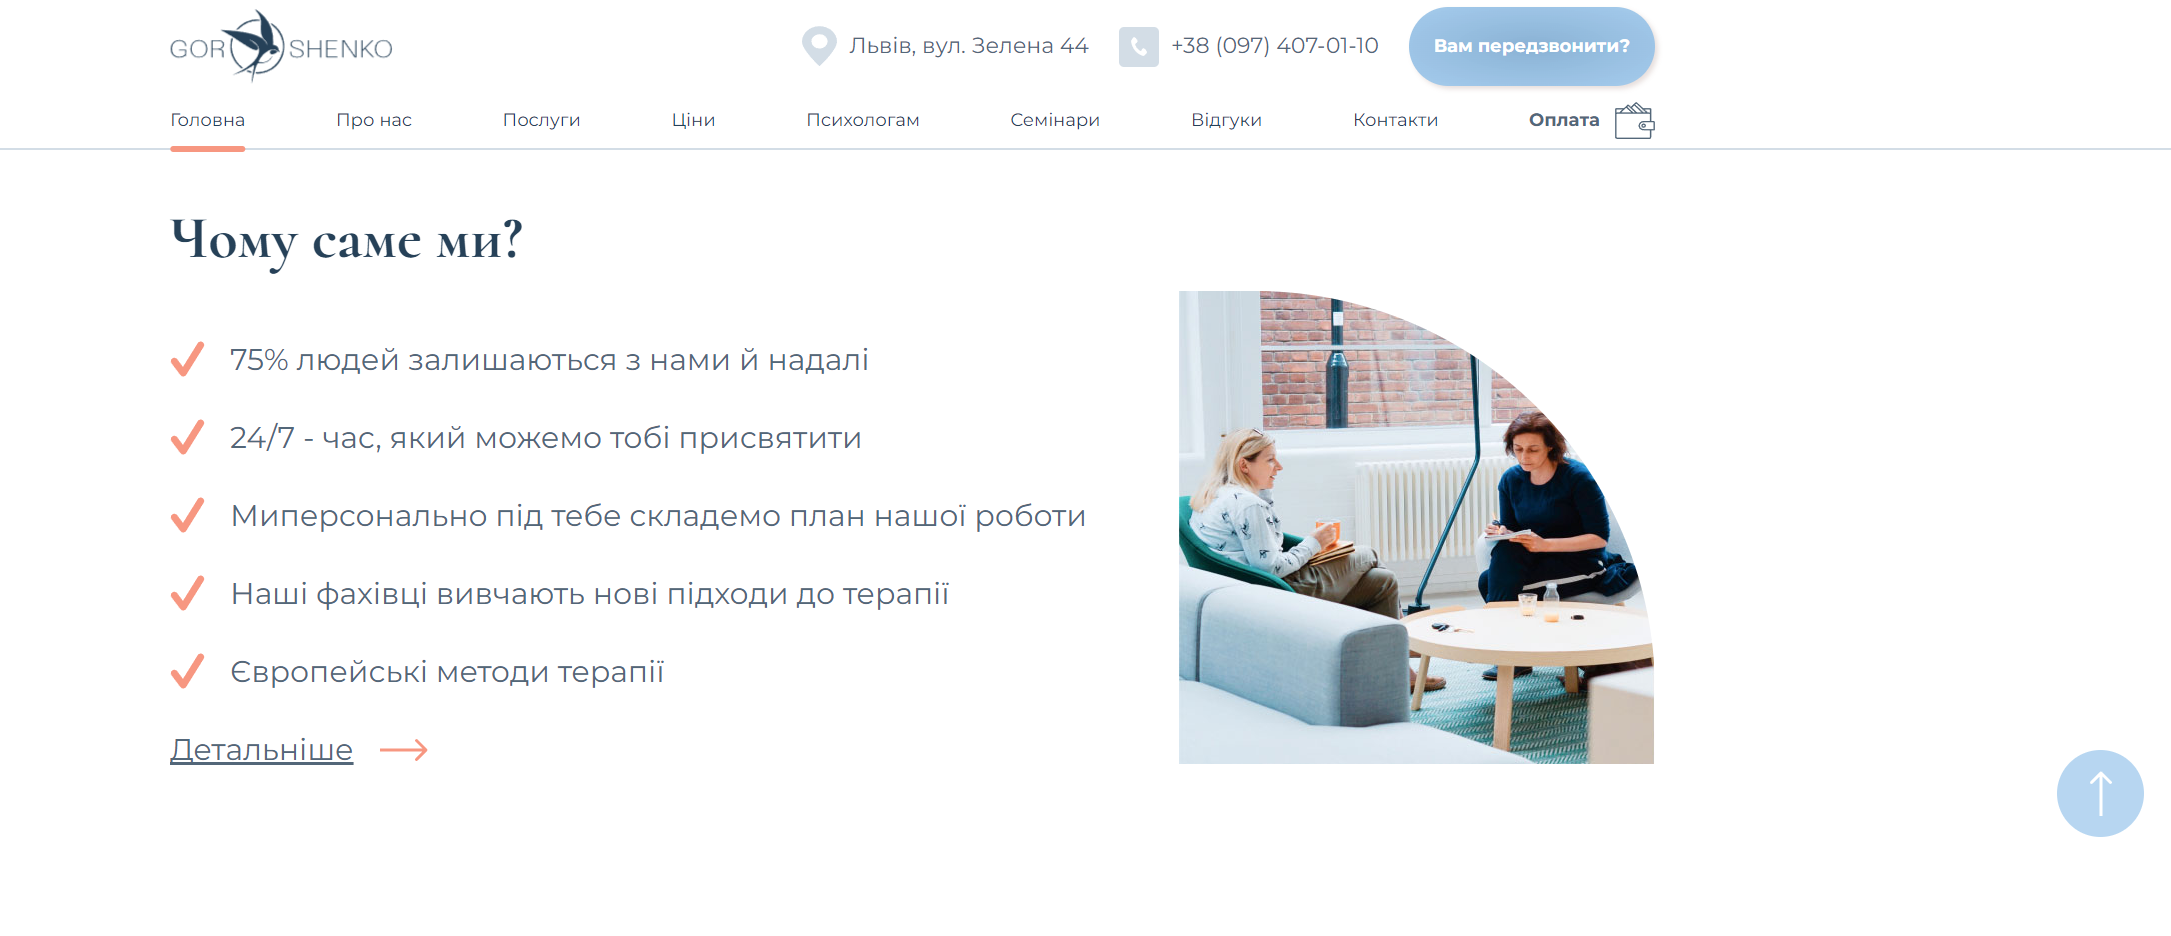 GORSHENKO
Львів, вул. Зелена 44
+38 (097) 407-01-10
Вам передзвонити?
Головна
Про нас
Послуги
Ціни
Психологам
Семінари
Відгуки
Контакти
Оплата
Чому саме ми?
75% людей залишаються з нами й надалі
24/7 - час, який можемо тобі присвятити
Миперсонально під тебе складемо план нашої роботи
Наші фахівці вивчають нові підходи до терапії
Європейські методи терапії
Детальніше